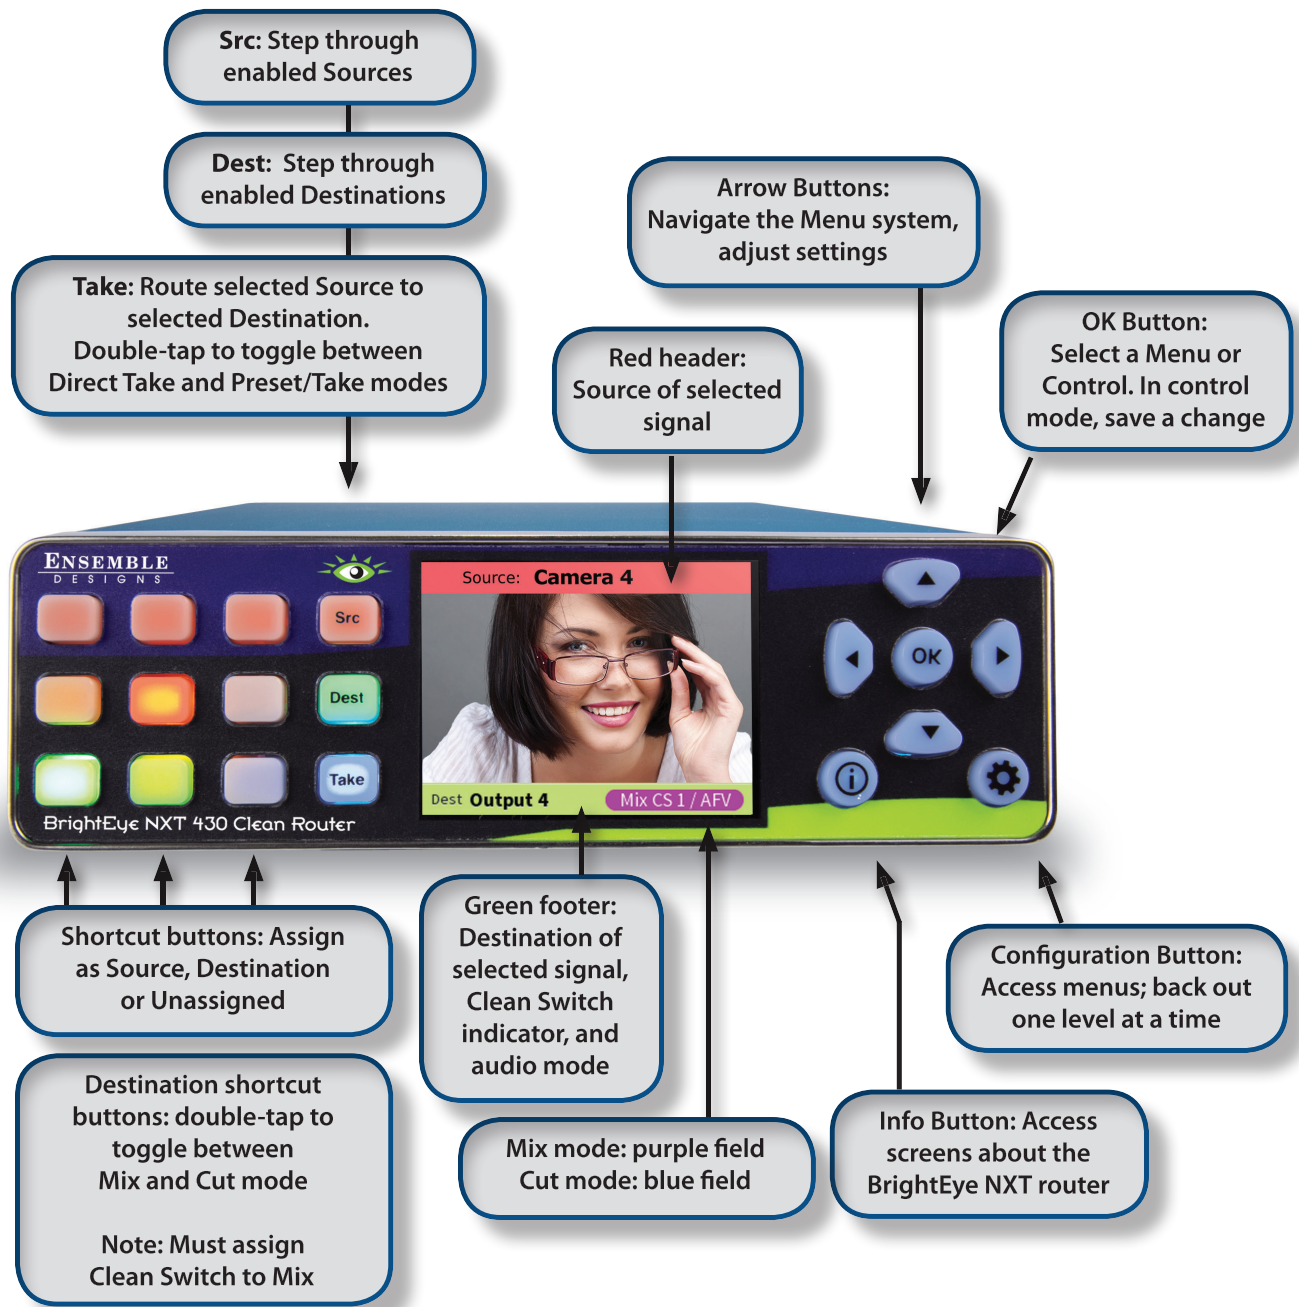 Src: Step through
enabled Sources
Dest:  Step through
enabled Destinations
Take: Route selected Source to
selected Destination.
Double-tap to toggle between
Direct Take and Preset/Take modes
Arrow Buttons:
Navigate the Menu system,
adjust settings
Red header:
Source of selected
signal
OK Button:
Select a Menu or
Control. In control
mode, save a change
ENSEMBLE
DESIGNS
Src
Dest
Take
Source: Camera 4
Dest Output 4
Mix CS 1 / AFV
OK
BrightEye NXT 430 Clean Router
Shortcut buttons: Assign
as Source, Destination
or Unassigned
Destination shortcut
buttons: double-tap to
toggle between
Mix and Cut mode
Note: Must assign
Clean Switch to Mix
Green footer:
Destination of
selected signal,
Clean Switch
indicator, and
audio mode
Mix mode: purple field
Cut mode: blue field
Info Button: Access
screens about the
BrightEye NXT router
Configuration Button:
Access menus; back out
one level at a time